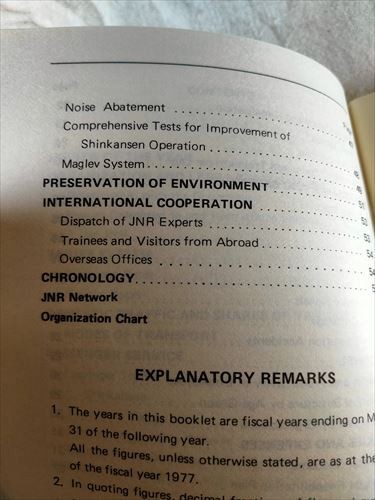 Noise Abatement
Comprehensive Tests for Improvement of
Shinkansen Operation
Maglev System
PRESERVATION OF ENVIRONMENT
INTERNATIONAL COOPERATION
Dispatch of JNR Experts
Trainees and Visitors from Abroad
Overseas Offices
CHRONOLOGY
JNR Network
Organization Chart
EXPLANATORY REMARKS
1. The years in this booklet are fiscal years ending on M
31 of the following year.
All the figures, unless otherwise stated, are as at the
of the fiscal year 1977.
2. In quoting figures, decimal